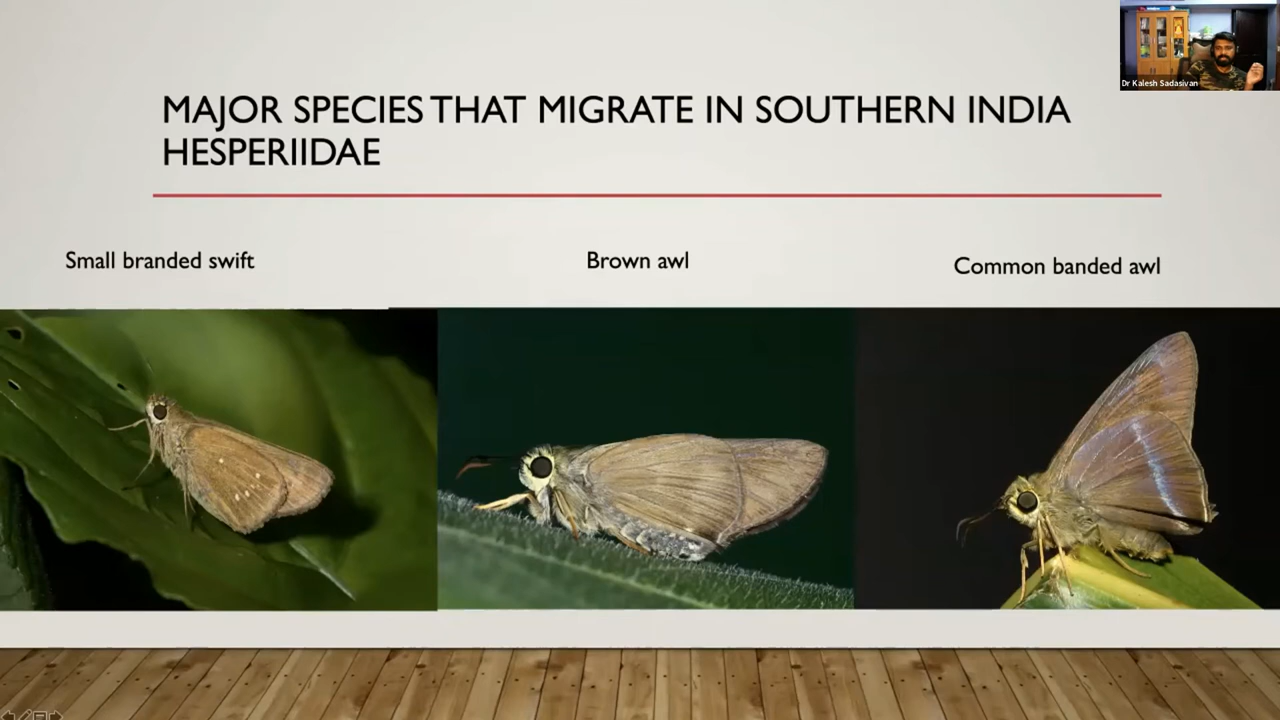 Dr Kalesh Sadasivan
MAJOR SPECIES THAT MIGRATE IN SOUTHERN INDIA
HESPERIIDAE
Small branded swift
Brown awl
Common banded awl